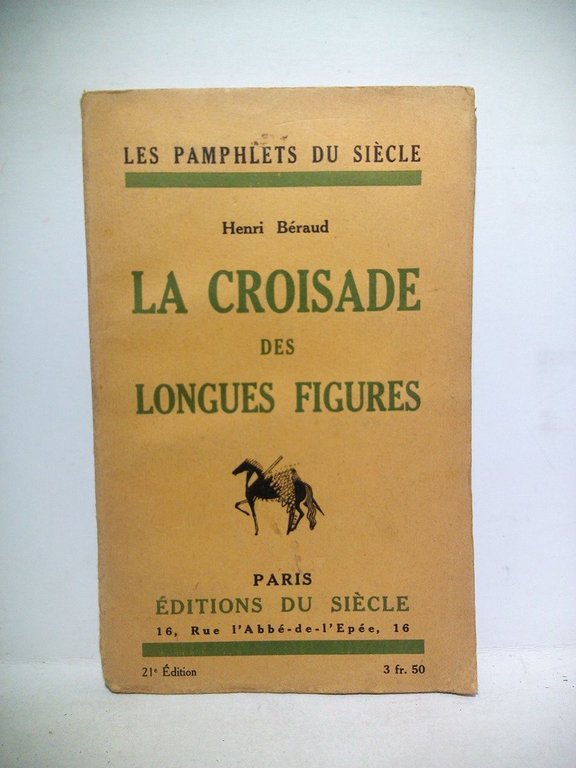 LES PAMPHLETS DU SIÈCLE
Henri Béraud
LA CROISADE
DES
LONGUES FIGURES
PARIS
ÉDITIONS DU SIÈCLE
16, Rue l'Abbé-de-l'Epée, 16
21e Édition
3 fr. 50